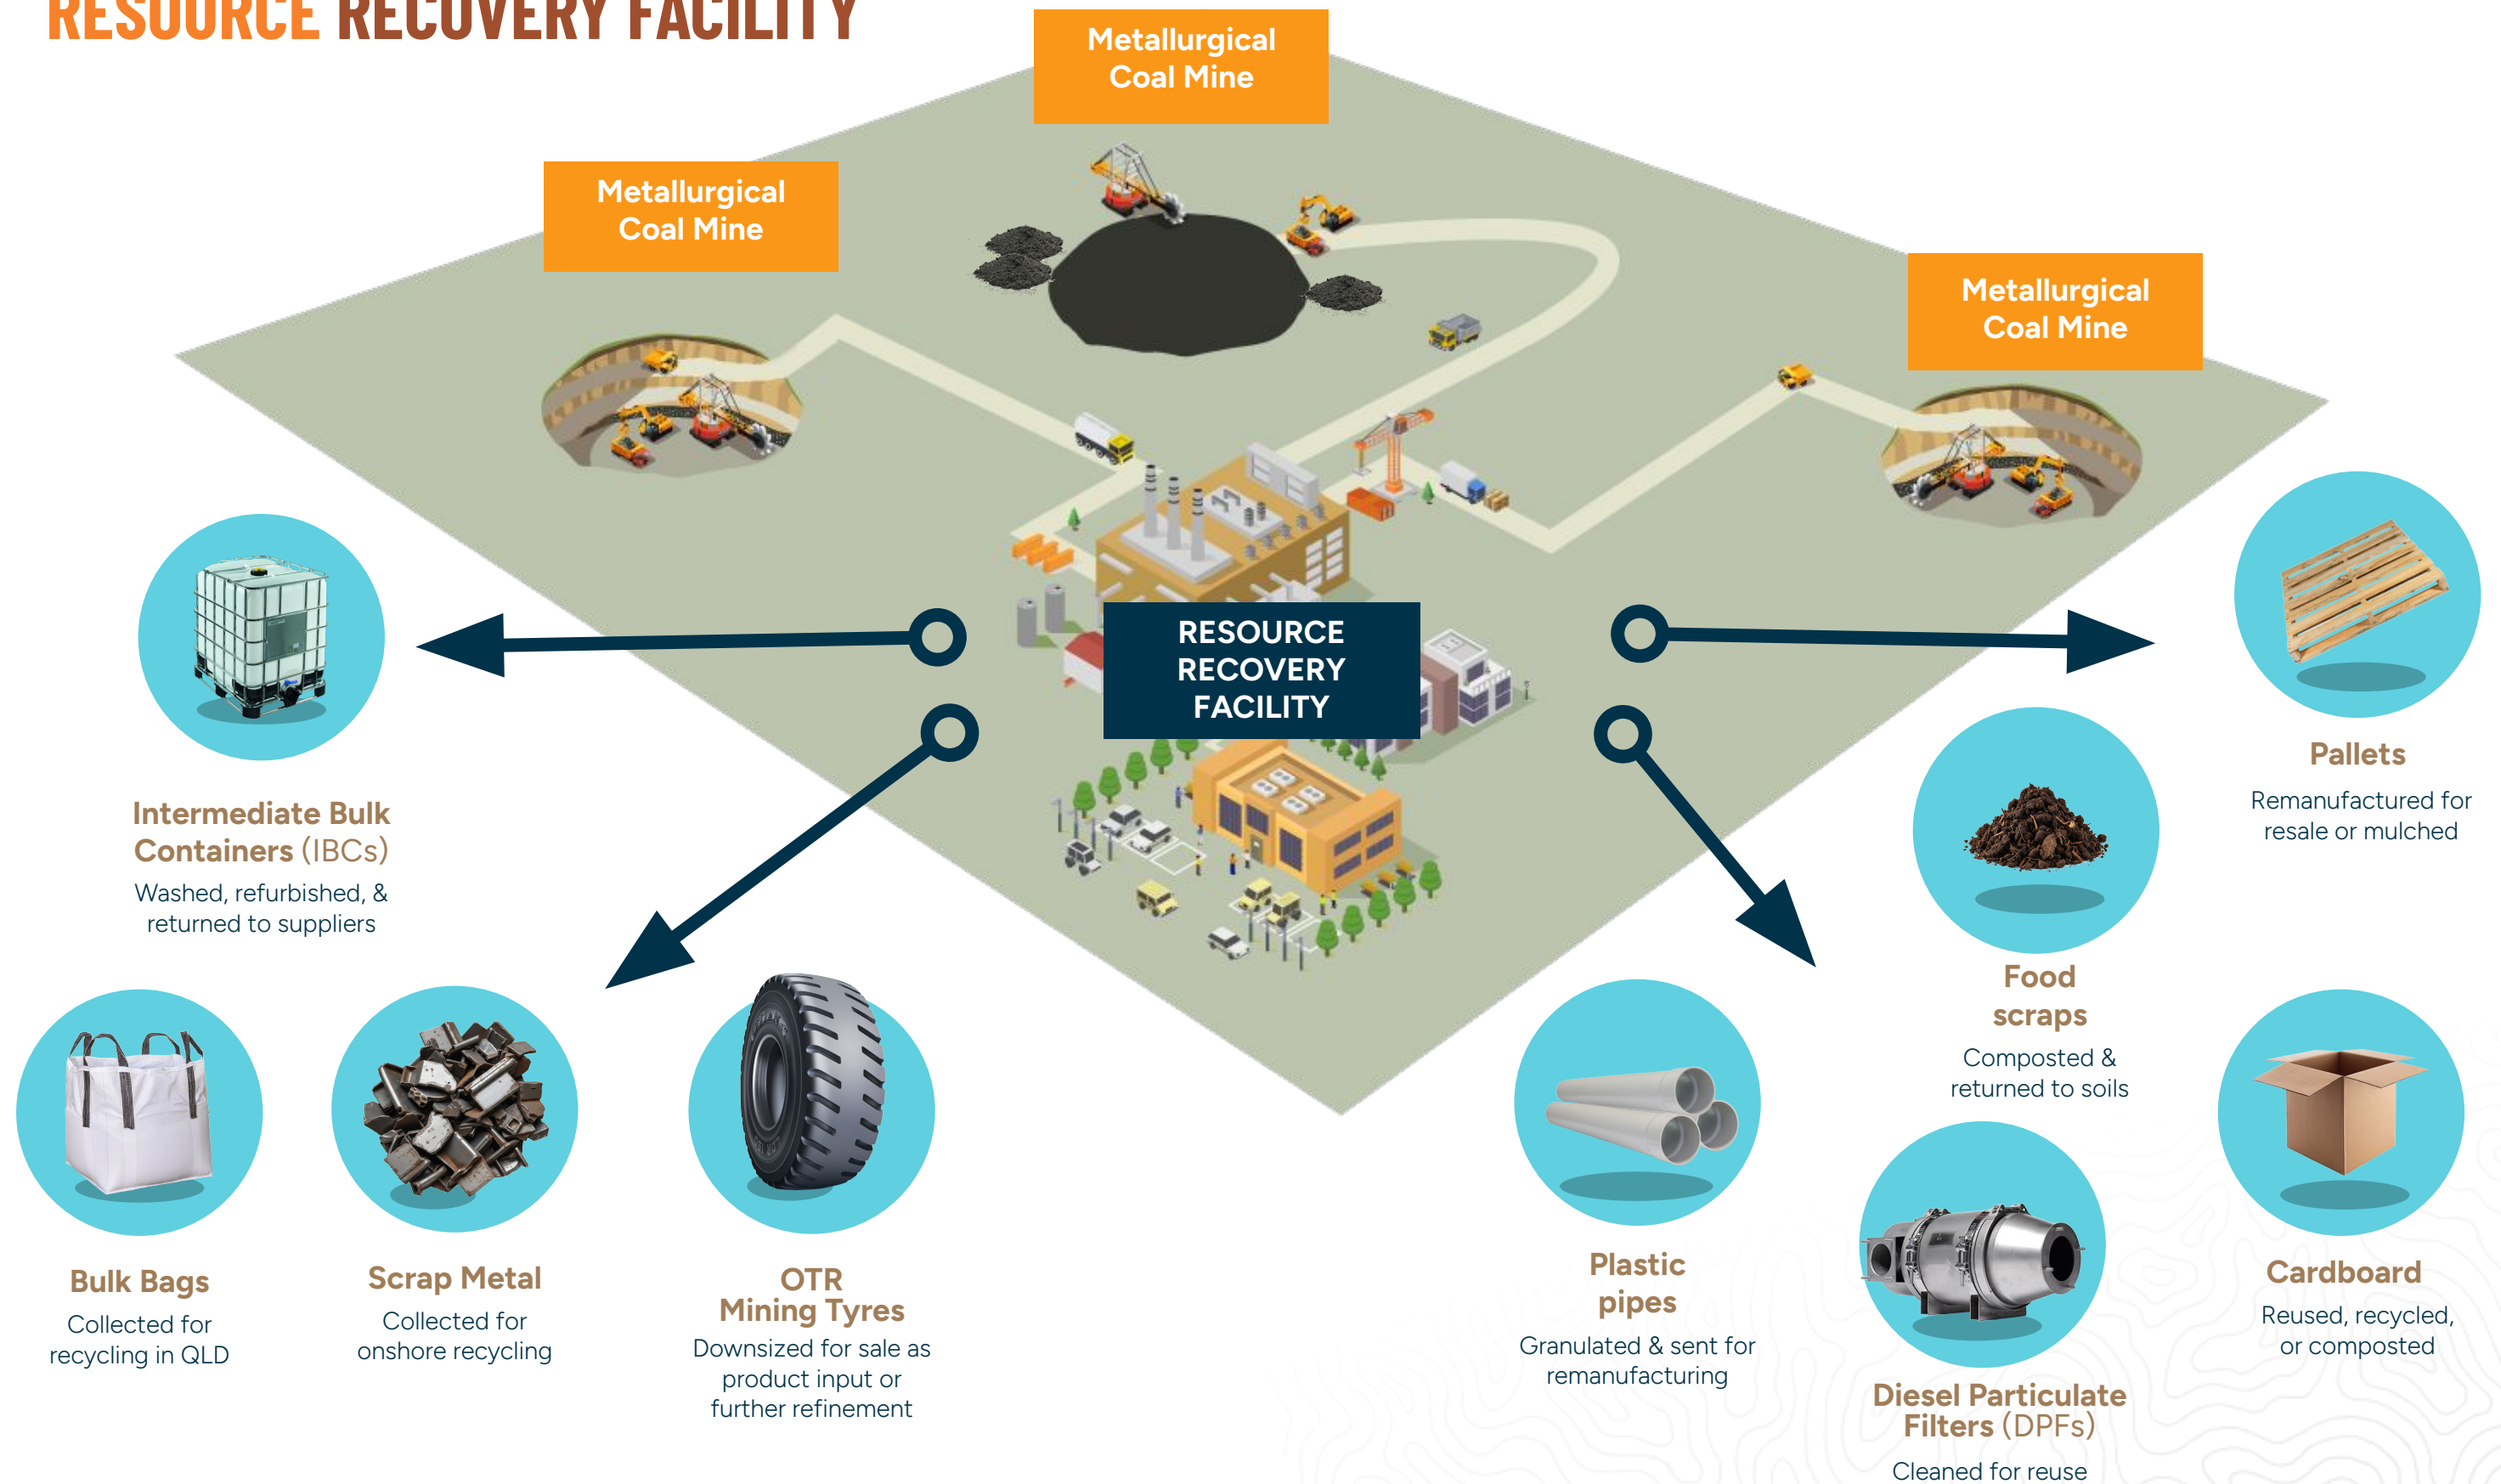 RESOURCE RECOVERY FACILITY
Metallurgical
Coal Mine
Metallurgical
Coal Mine
Metallurgical
Coal Mine
RESOURCE
RECOVERY
FACILITY
Intermediate Bulk
Containers (IBCs)
Washed, refurbished, &
returned to suppliers
Pallets
Remanufactured for
resale or mulched
Food
scraps
Composted &
returned to soils
Bulk Bags
Collected for
recycling in QLD
Scrap Metal
Collected for
onshore recycling
OTR
Mining Tyres
Downsized for sale as
product input or
further refinement
Plastic
pipes
Granulated & sent for
remanufacturing
Diesel Particulate
Filters (DPFs)
Cleaned for reuse
Cardboard
Reused, recycled,
or composted